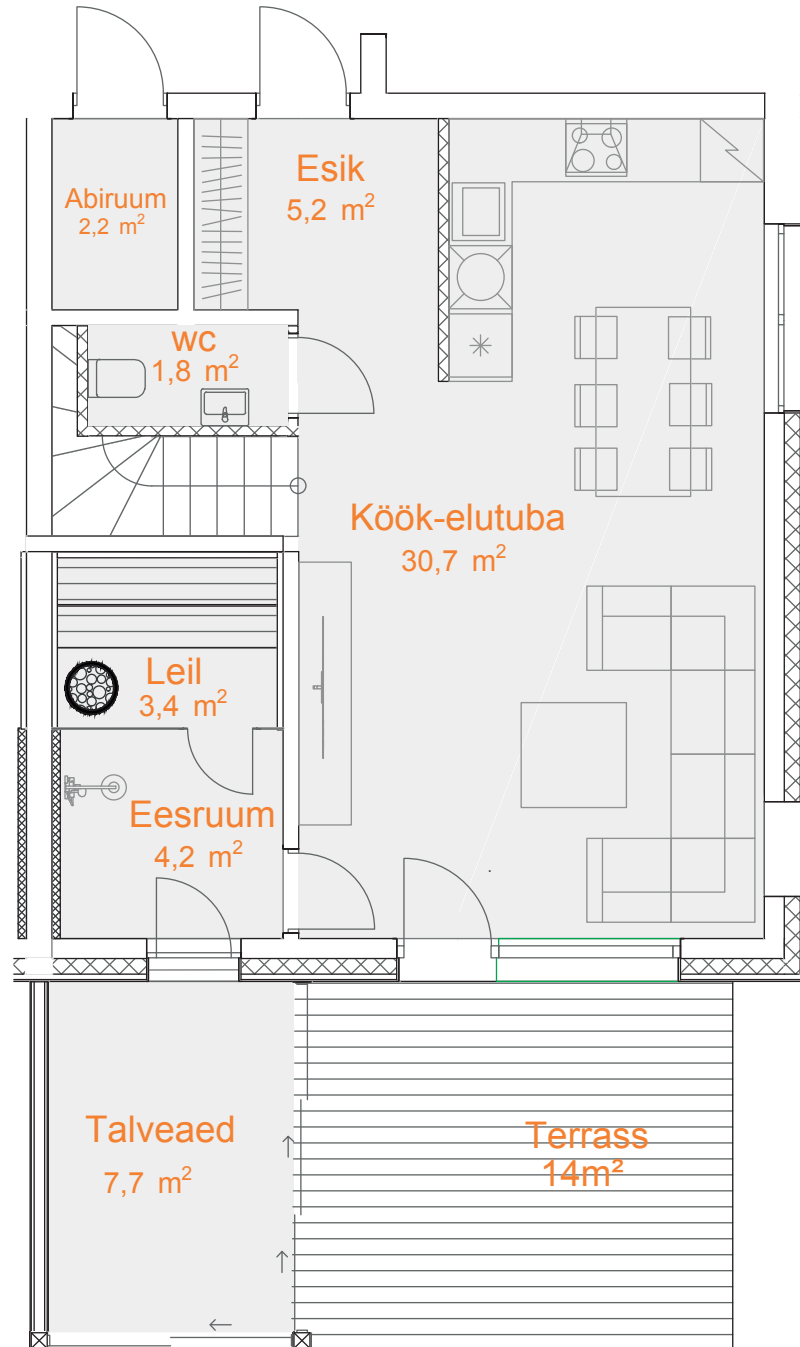 Abiruum
2,2 m²
Esik
5,2 m²
wc
1,8 m²
Köök-elutuba
30,7 m²
Leil
3,4 m²
Eesruum
4,2 m²
Talveaed
7,7 m²
Terrass
14m²